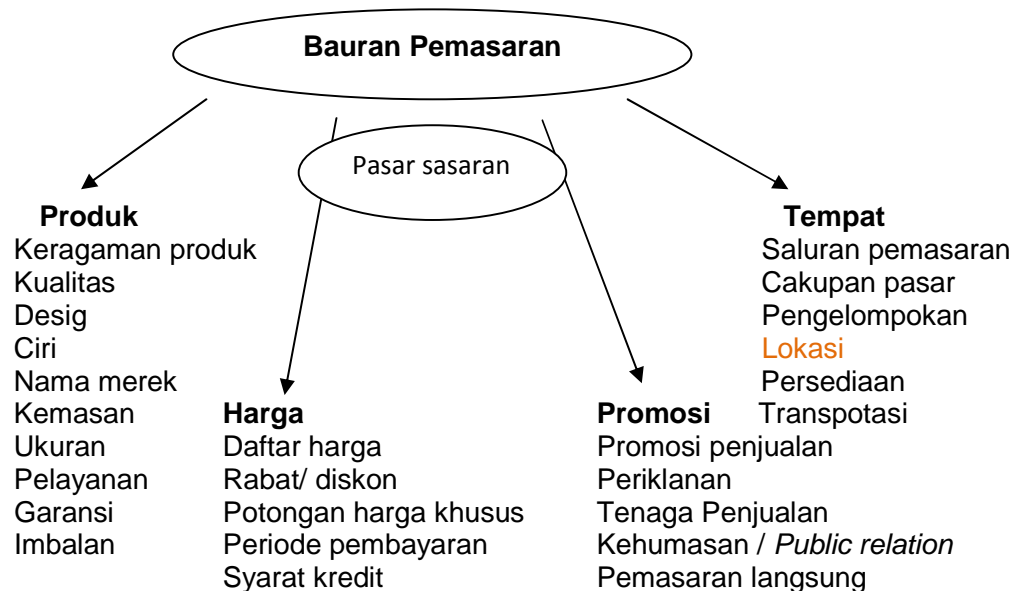 Bauran Pemasaran
Pasar sasaran
Produk
Keragaman produk
Kualitas
Desig
Ciri
Nama merek
Kemasan
Ukuran
Pelayanan
Garansi
Imbalan
Harga
Daftar harga
Rabat/ diskon
Potongan harga khusus
Periode pembayaran
Syarat kredit
Promosi
Promosi penjualan
Periklanan
Tenaga Penjualan
Kehumasan / Public relation
Pemasaran langsung
Tempat
Saluran pemasaran
Cakupan pasar
Pengelompokan
Lokasi
Persediaan
Transpotasi